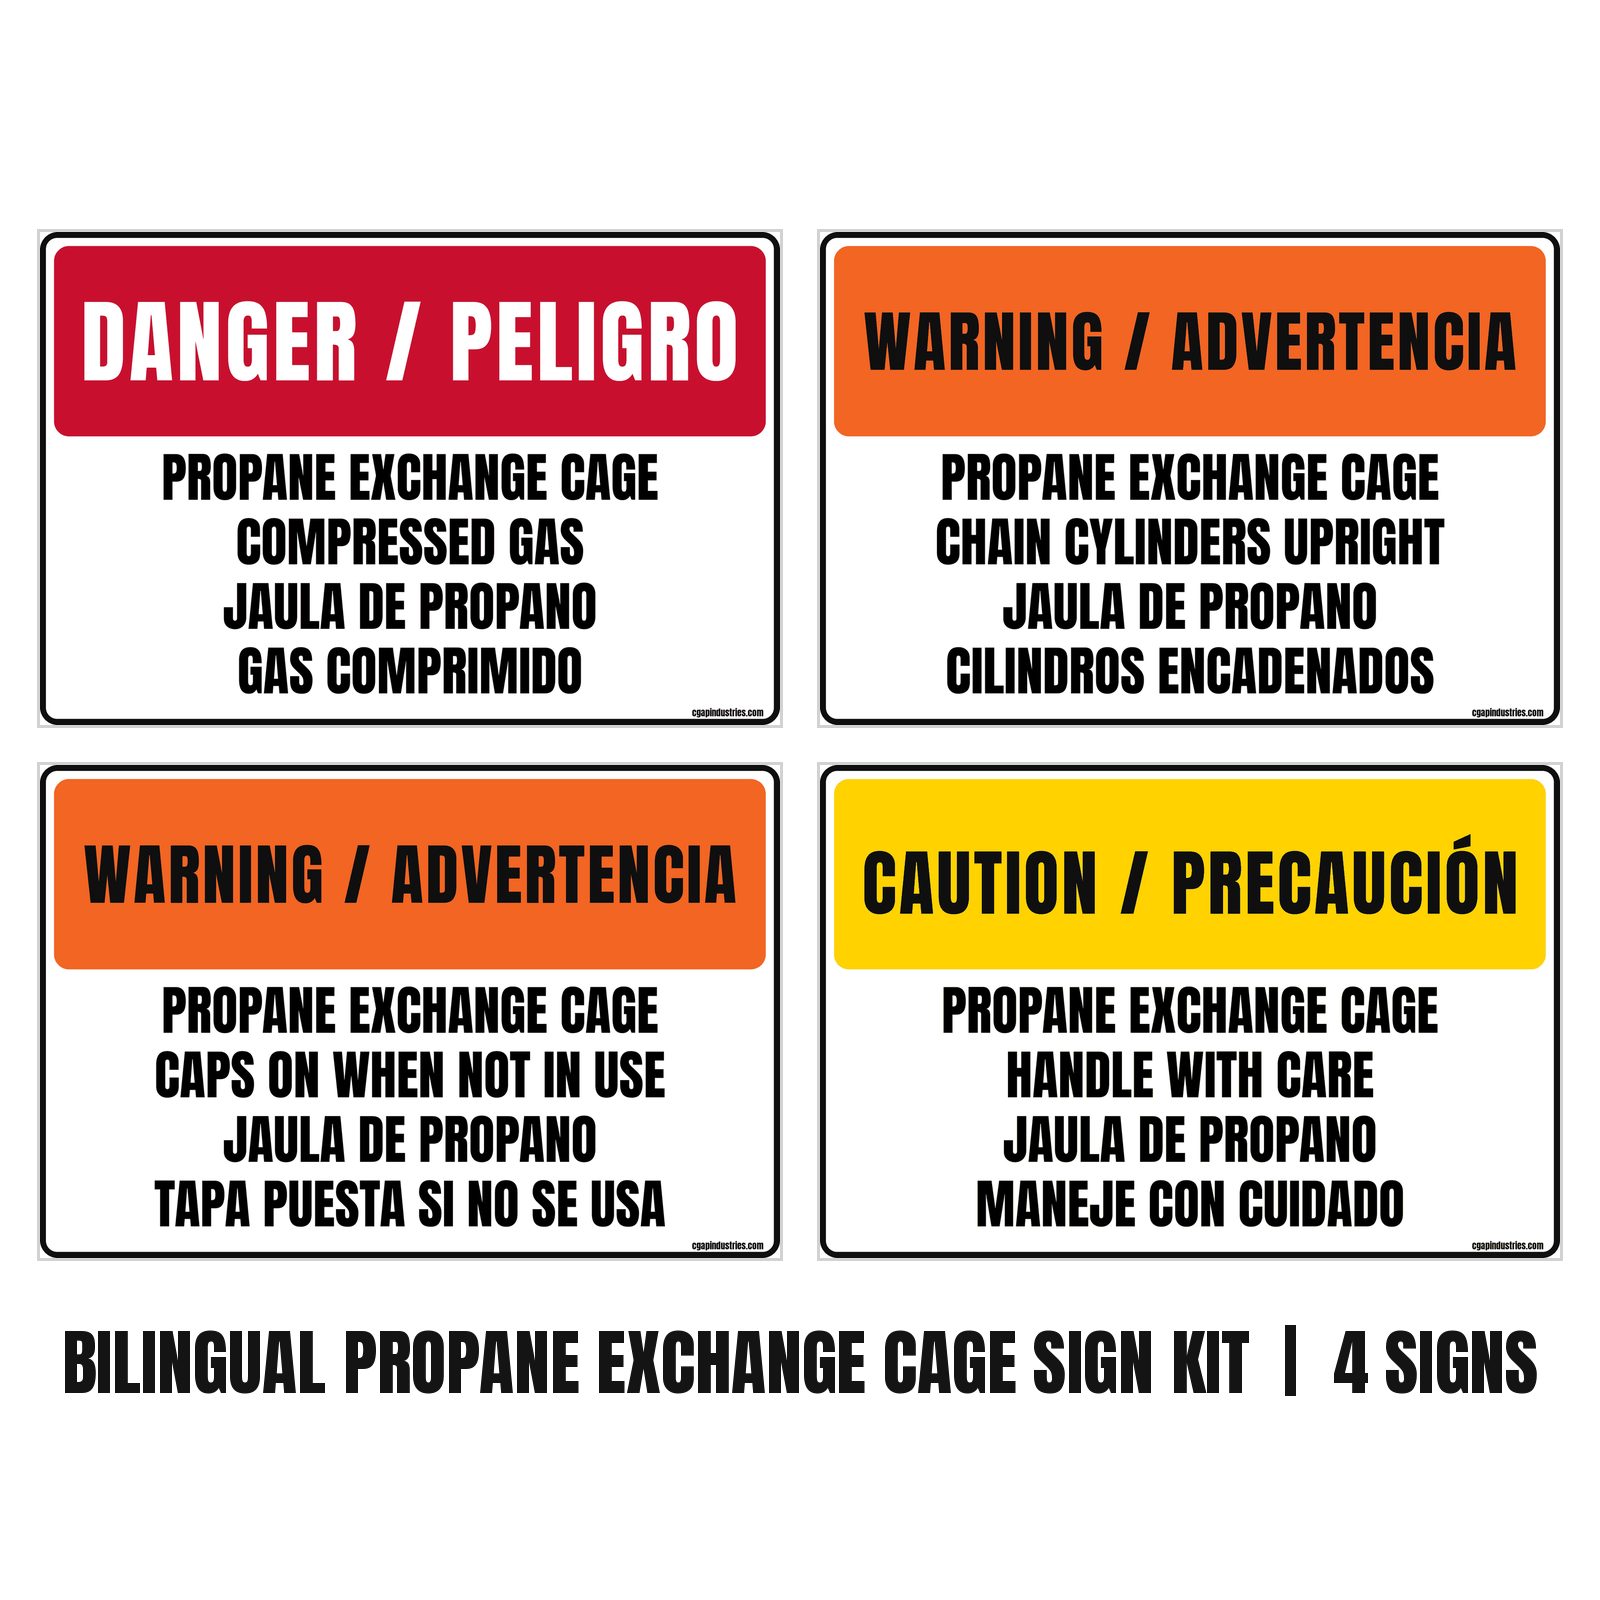 DANGER / PELIGRO
PROPANE EXCHANGE CAGE
COMPRESSED GAS
JAULA DE PROPANO
GAS COMPRIMIDO
cgapindustries.com
WARNING / ADVERTENCIA
PROPANE EXCHANGE CAGE
CHAIN CYLINDERS UPRIGHT
JAULA DE PROPANO
CILINDROS ENCADENADOS
cgapindustries.com
WARNING / ADVERTENCIA
PROPANE EXCHANGE CAGE
CAPS ON WHEN NOT IN USE
JAULA DE PROPANO
TAPA PUESTA SI NO SE USA
cgapindustries.com
CAUTION / PRECAUCIÓN
PROPANE EXCHANGE CAGE
HANDLE WITH CARE
JAULA DE PROPANO
MANEJE CON CUIDADO
cgapindustries.com
BILINGUAL PROPANE EXCHANGE CAGE SIGN KIT | 4 SIGNS